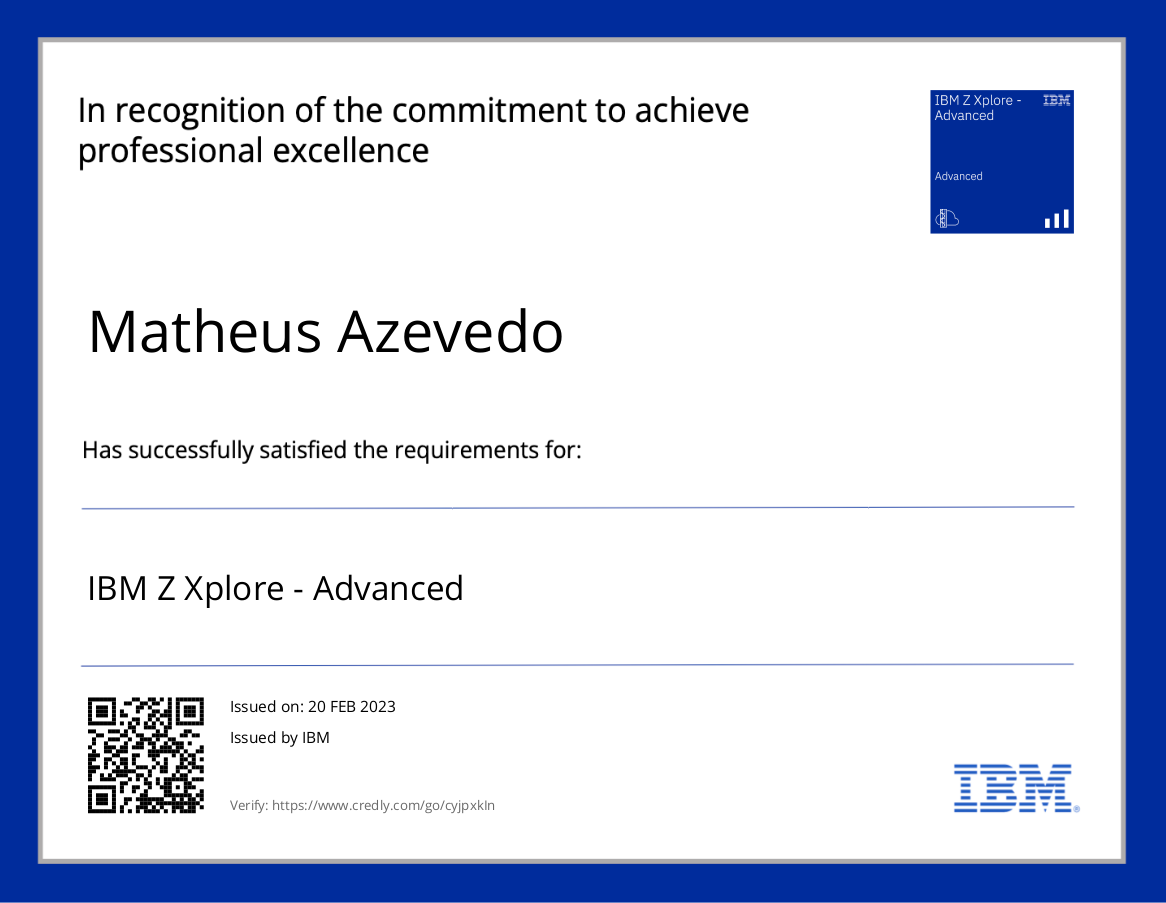 In recognition of the commitment to achieve
professional excellence
IBM Z Xplore -
Advanced
IBM
Advanced
Matheus Azevedo
Has successfully satisfied the requirements for:
IBM Z Xplore - Advanced
Issued on: 20 FEB 2023
Issued by IBM
Verify: https://www.credly.com/go/cyjpxkln
IBM®